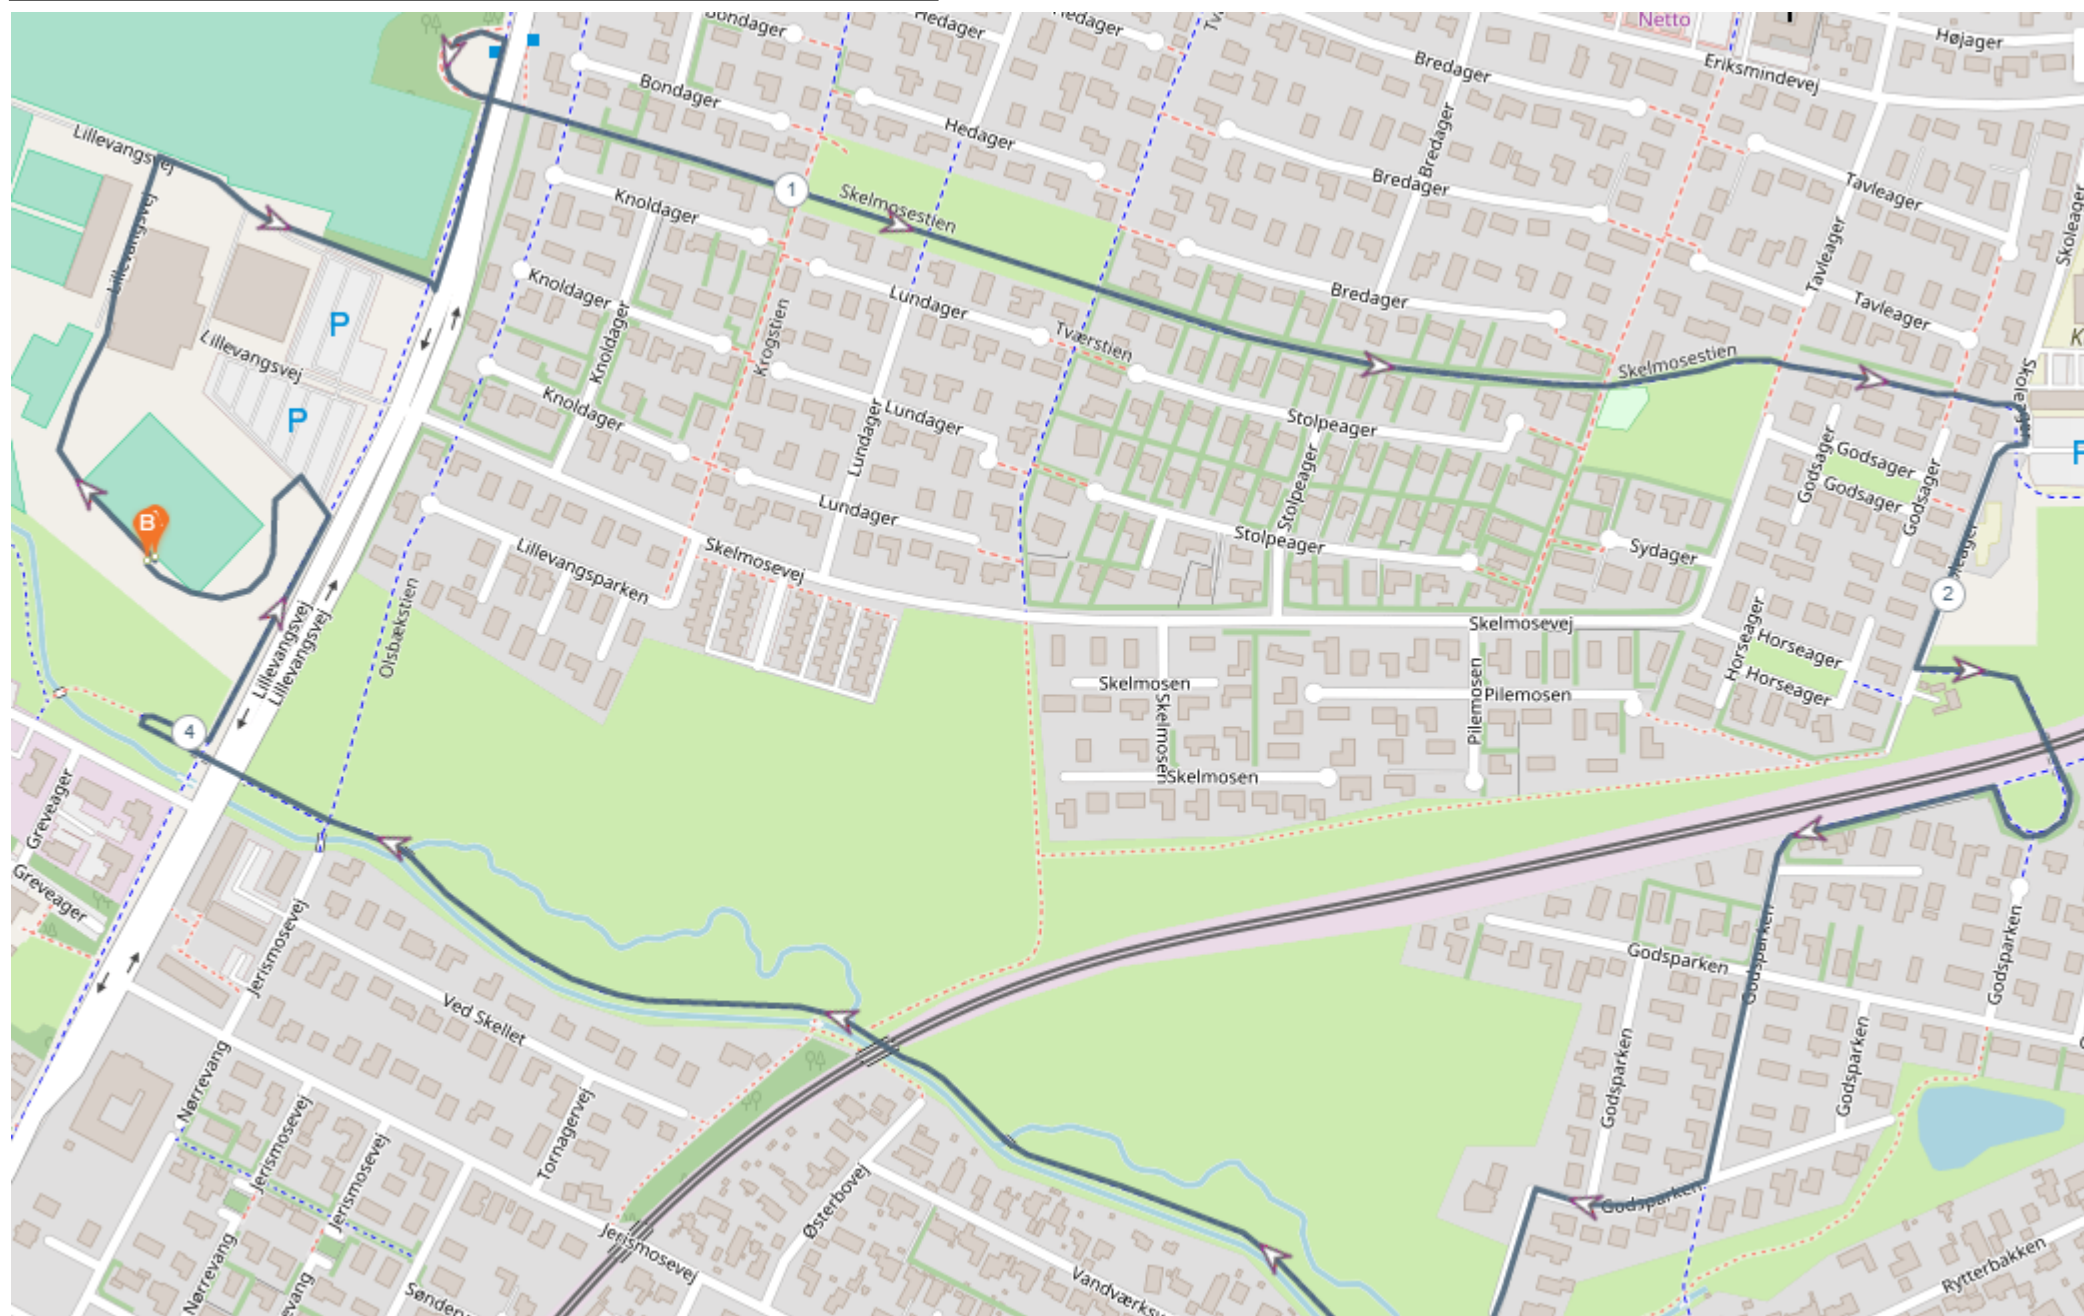 Bondager
Hedager
Hedager
Netto
Højager
Eriksmindevej
Bredager
Bondager
Hedager
Bredager
Lillevangsvej
Bredager
Tavleager
Skoleager
Knoldager
1
Skelmosestien
Lillevangsvej
Tavleager
Knoldager
Lundager
Bredager
Tavleager
P
Knoldager
Krogstien
Tværstien
Lillevangsvej
Skelmosestien
Knoldager
Lundager
Stolpeager
P
Lundager
Godsager
Godsager
Godsager
Godsager
Lundager
Stolpeager
Stolpeager
B
Skelmosevej
Sydager
Lillevangsparken
2
Olsbækstien
Lillevangsvej
Lillevangsvej
Skelmosevej
Horseager
Horseager
Horseager
Skelmosen
Skelmosen
Pilemosen
Pilemosen
4
Skelmosen
Greveager
Greveager
Jerismosevej
Godsparken
Godsparken
Godsparken
Ved Skellet
Godsparken
Godsparken
Nørrevang
Jerismosevej
Jerismosevej
Tornagervej
Østerbovej
Godsparken
Jerismosevej
Nørrevang
Rytterbakken